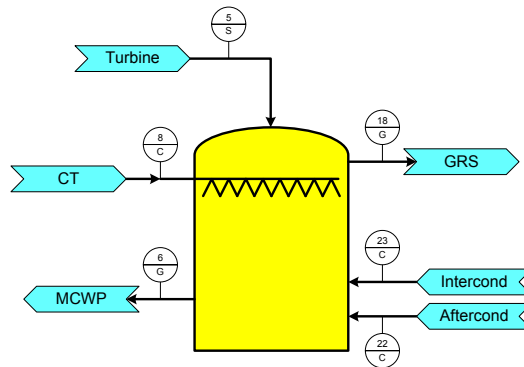 5
S
Turbine
8
C
18
G
CT
GRS
6
G
23
C
MCWP
Intercond
Aftercond
22
C